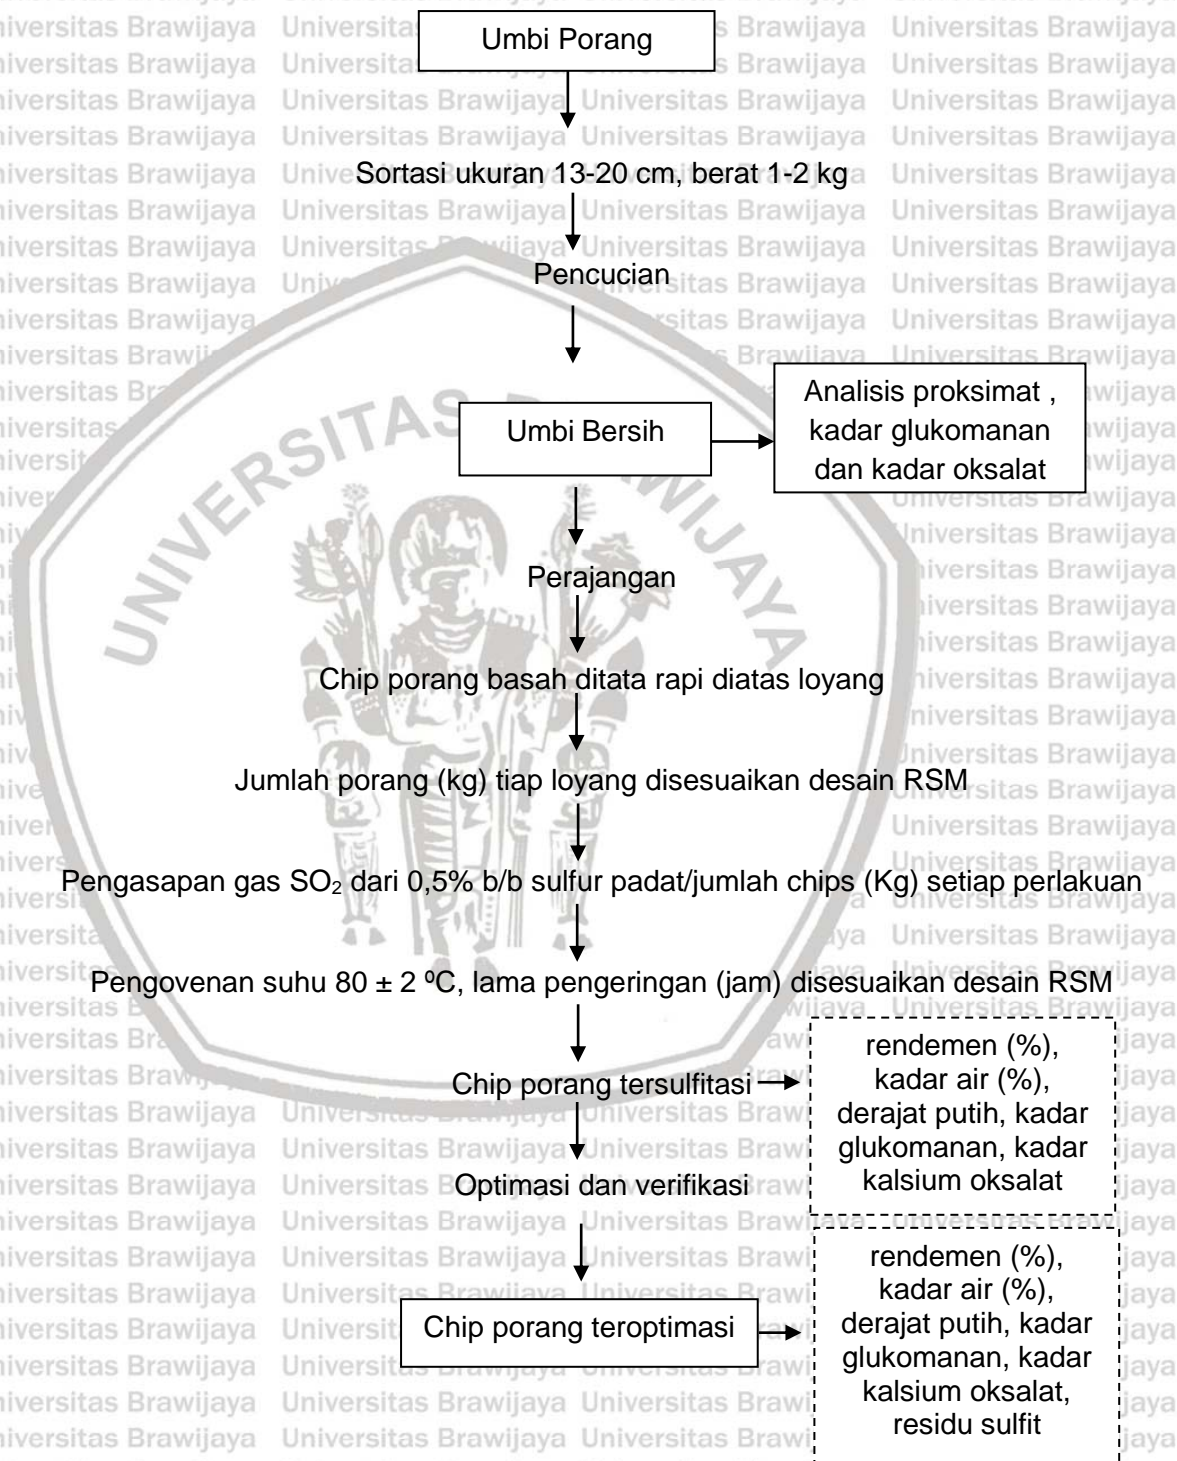 Umbi Porang
Sortasi ukuran 13-20 cm, berat 1-2 kg
Pencucian
Umbi Bersih
Analisis proksimat ,
kadar glukomanan
dan kadar oksalat
Perajangan
Chip porang basah ditata rapi diatas loyang
Jumlah porang (kg) tiap loyang disesuaikan desain RSM
Pengasapan gas SO₂ dari 0,5% b/b sulfur padat/jumlah chips (Kg) setiap perlakuan
Pengovenan suhu 80 ± 2 ⁰C, lama pengeringan (jam) disesuaikan desain RSM
Chip porang tersulfitasi
rendemen (%),
kadar air (%),
derajat putih, kadar
glukomanan, kadar
kalsium oksalat
Optimasi dan verifikasi
Chip porang teroptimasi
rendemen (%),
kadar air (%),
derajat putih, kadar
glukomanan, kadar
kalsium oksalat,
residu sulfit